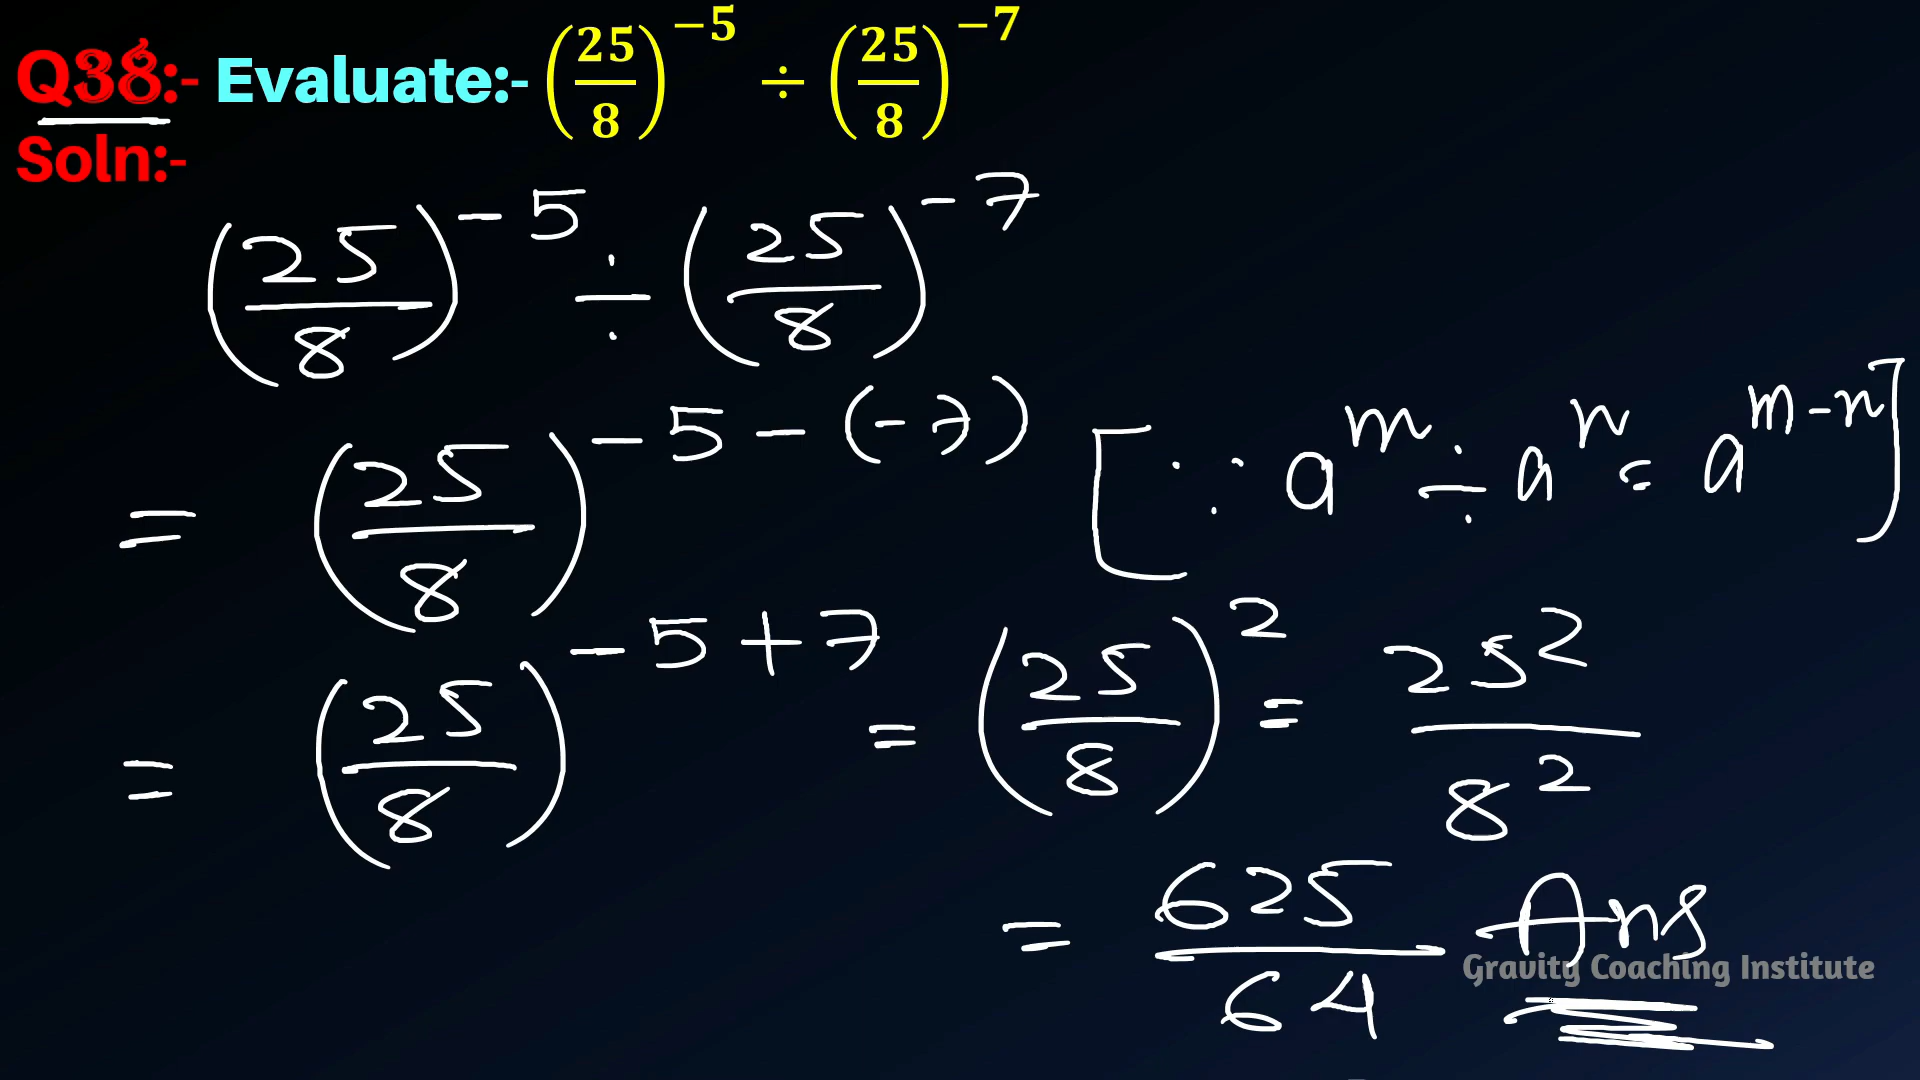 Q38:- Evaluate:- (25/8)^-5 ÷ (25/8)^-7
Soln:-
(25/8)^-5 ÷ (25/8)^-7
= (25/8)^-5-(-7) [∵ a^m ÷ a^n = a^m-n]
= (25/8)^-5+7 = (25/8)^2 = 25^2/8^2
= 625/64 Ans
Gravity Coaching Institute